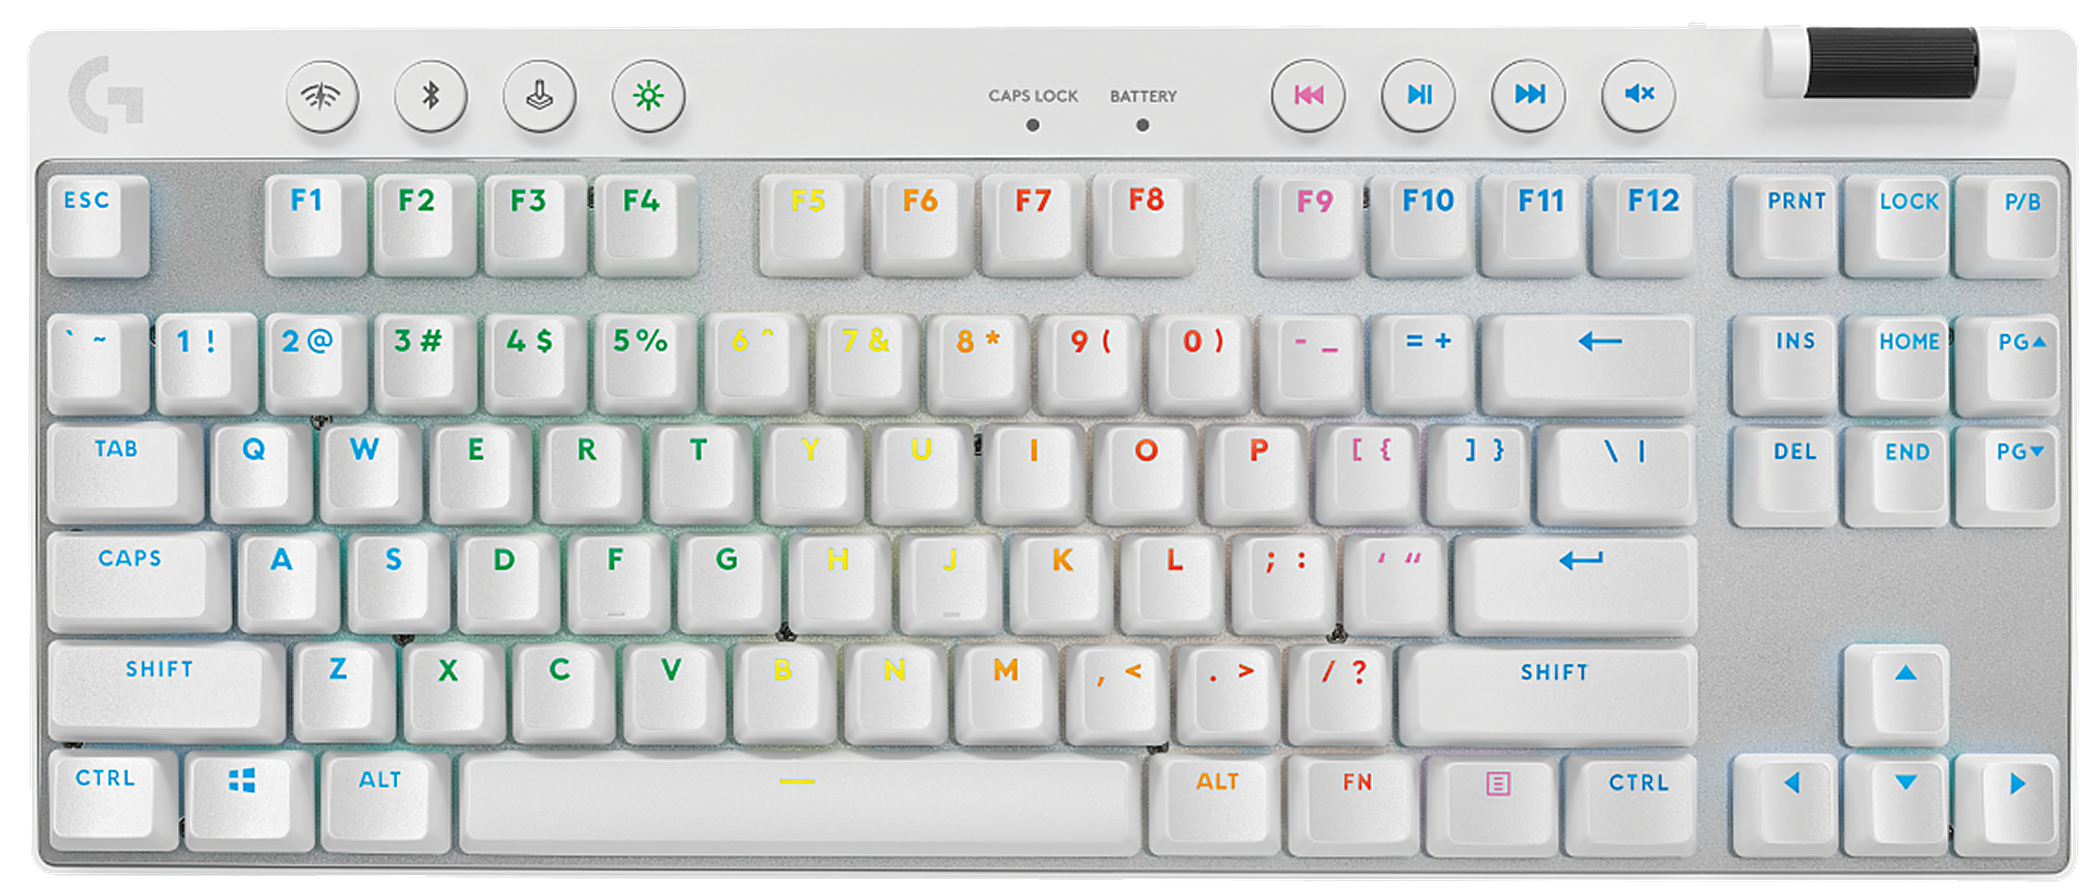 G
CAPS LOCK BATTERY
ESC F1 F2 F3 F4 F5 F6 F7 F8 F9 F10 F11 F12 PRNT LOCK P/B
` ~ 1 ! 2 @ 3 # 4 $ 5 % 6 ^ 7 & 8 * 9 ( 0 ) - _ = + ← INS HOME PG▲
TAB Q W E R T Y U I O P [ { ] } \ | DEL END PG▼
CAPS A S D F G H J K L ; : ' " ↵
SHIFT Z X C V B N M , < . > / ? SHIFT ▲
CTRL ALT — ALT FN CTRL ◀ ▼ ▶